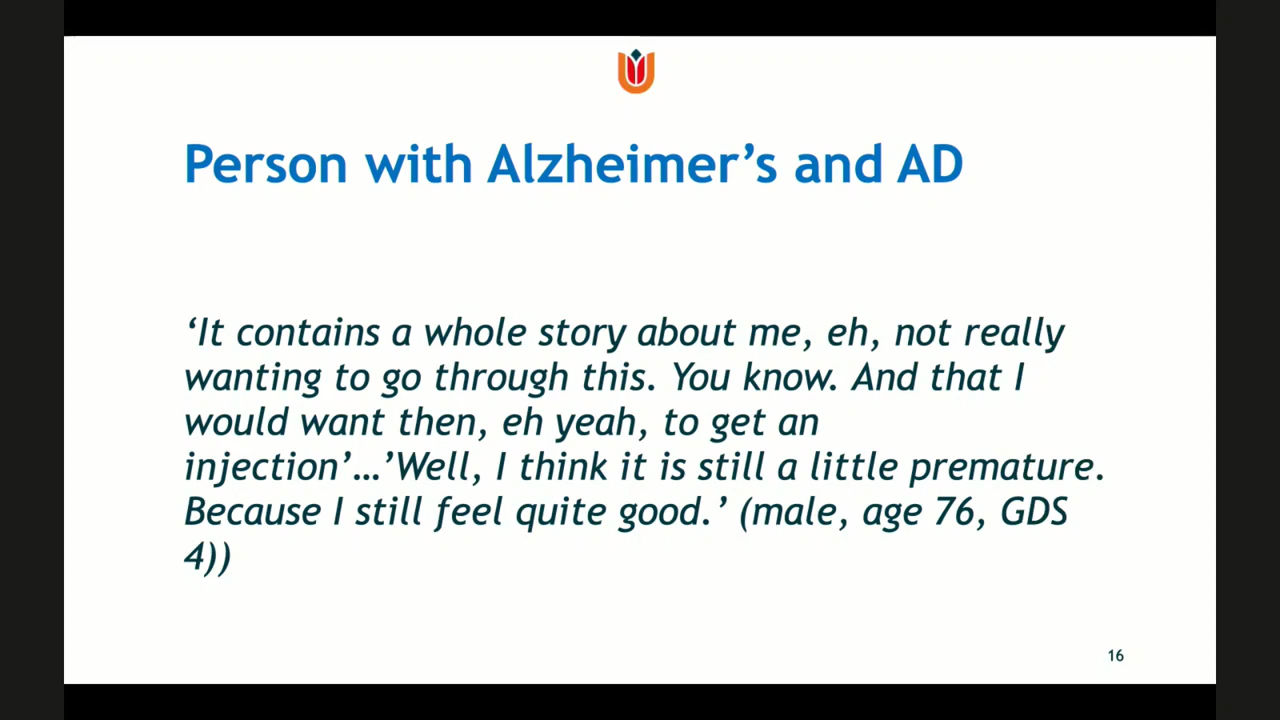 Person with Alzheimer’s and AD
‘It contains a whole story about me, eh, not really
wanting to go through this. You know. And that I
would want then, eh yeah, to get an
injection’…’Well, I think it is still a little premature.
Because I still feel quite good.’ (male, age 76, GDS
4))
16